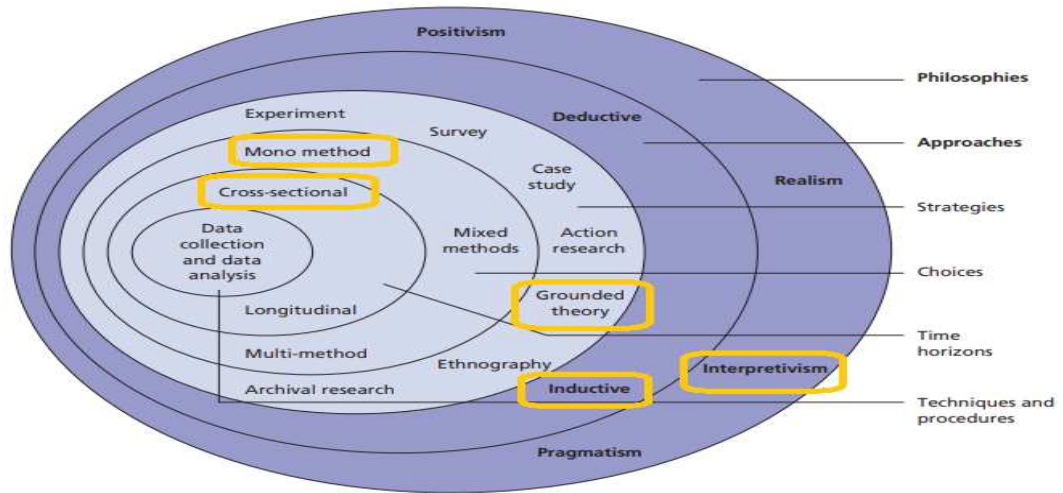 Positivism
Philosophies
Experiment
Deductive
Survey
Mono method
Approaches
Case
study
Realism
Cross-sectional
Strategies
Data
collection
and data
analysis
Mixed
methods
Action
research
Choices
Grounded
theory
Longitudinal
Time
horizons
Multi-method
Ethnography
Interpretivism
Archival research
Inductive
Techniques and
procedures
Pragmatism